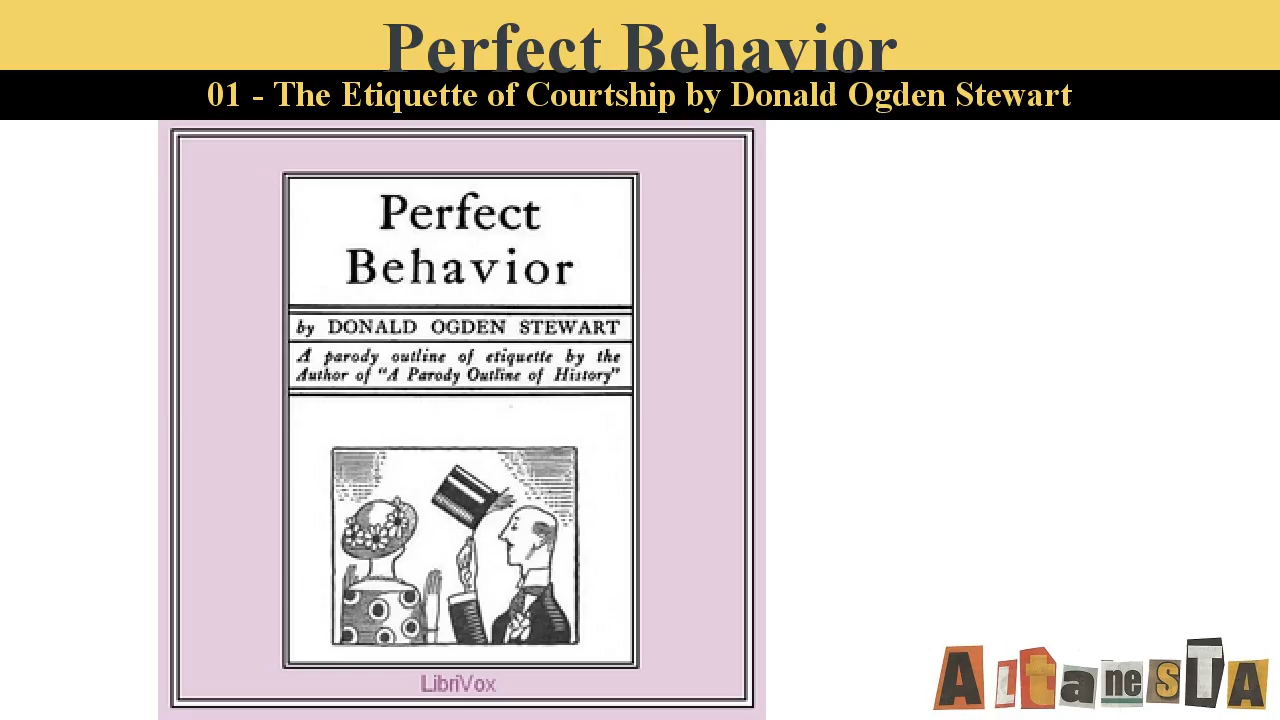 Perfect Behavior
01 - The Etiquette of Courtship by Donald Ogden Stewart
Perfect
Behavior
by DONALD OGDEN STEWART
A parody outline of etiquette by the
Author of "A Parody Outline of History"
LibriVox
AltanesTA